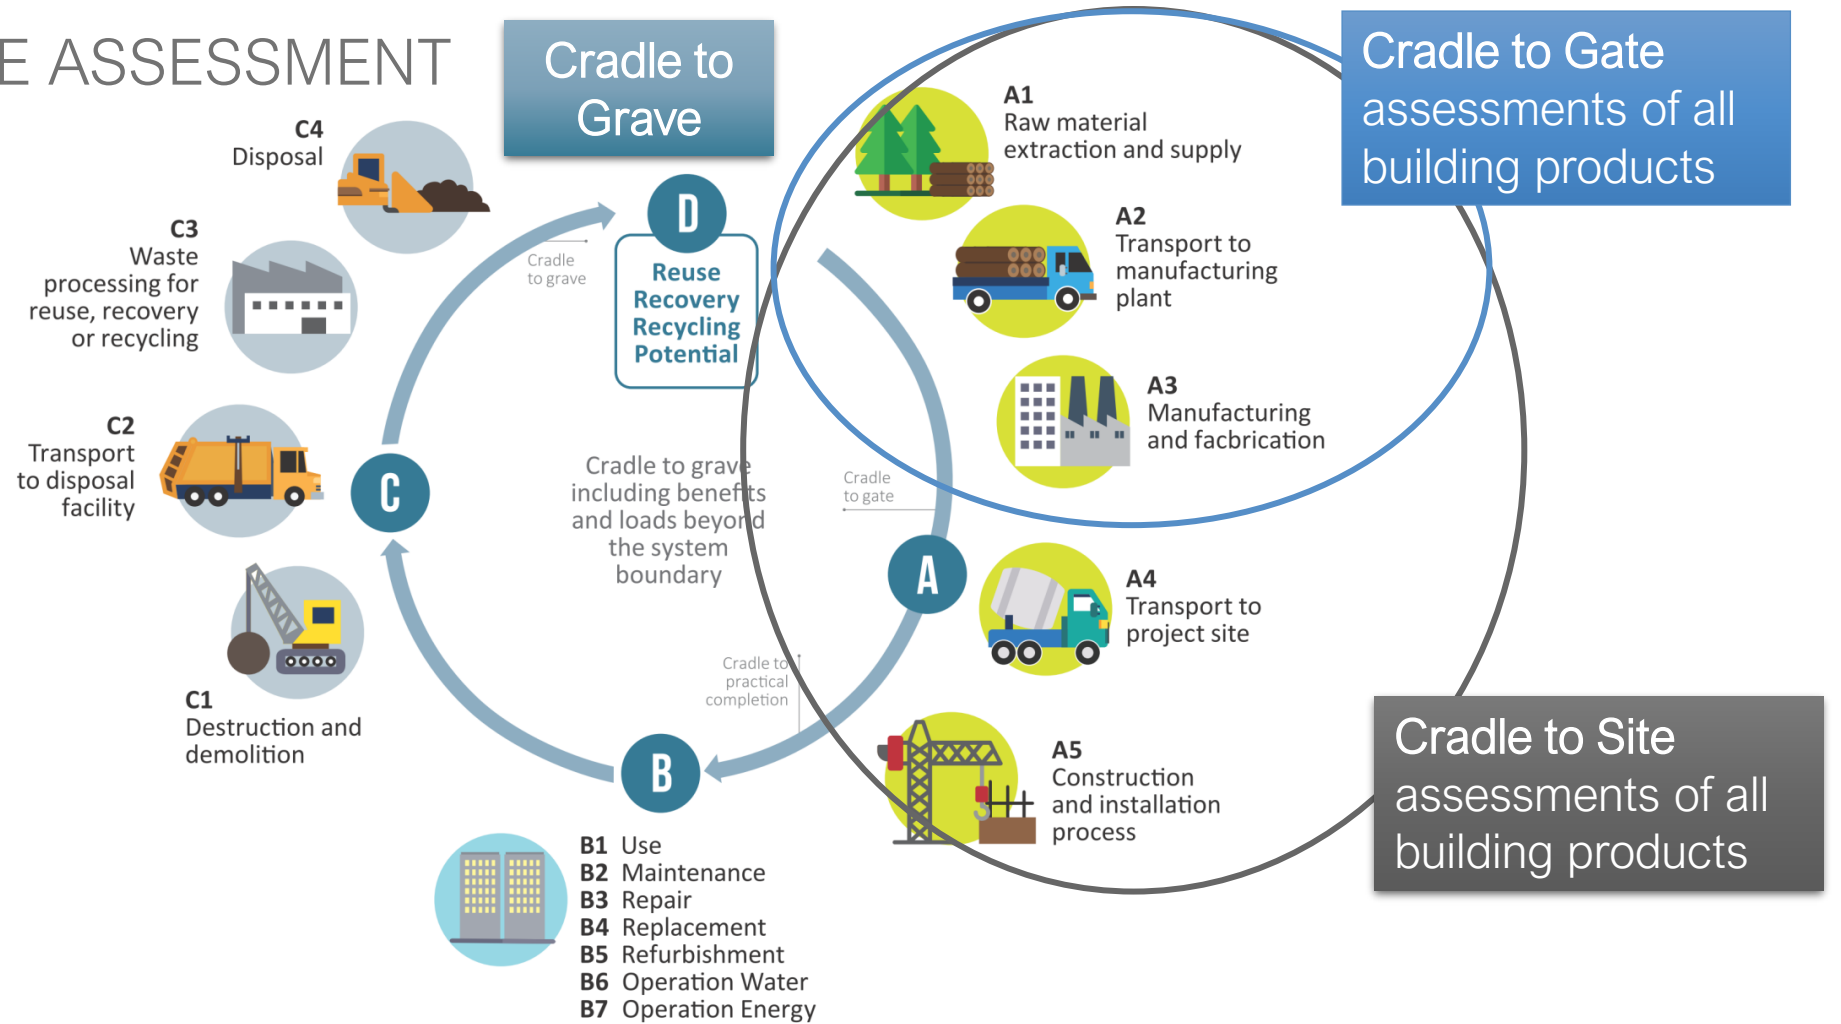 E ASSESSMENT
Cradle to
Grave
Cradle to Gate
assessments of all
building products
A1
Raw material
extraction and supply
A2
Transport to
manufacturing
plant
A3
Manufacturing
and facbrication
A4
Transport to
project site
A5
Construction
and installation
process
Cradle to Site
assessments of all
building products
C4
Disposal
C3
Waste
processing for
reuse, recovery
or recycling
C2
Transport
to disposal
facility
C1
Destruction and
demolition
D
Reuse
Recovery
Recycling
Potential
Cradle
to grave
Cradle to grave
including benefits
and loads beyond
the system
boundary
Cradle
to gate
Cradle to
practical
completion
A
B
C
B1 Use
B2 Maintenance
B3 Repair
B4 Replacement
B5 Refurbishment
B6 Operation Water
B7 Operation Energy